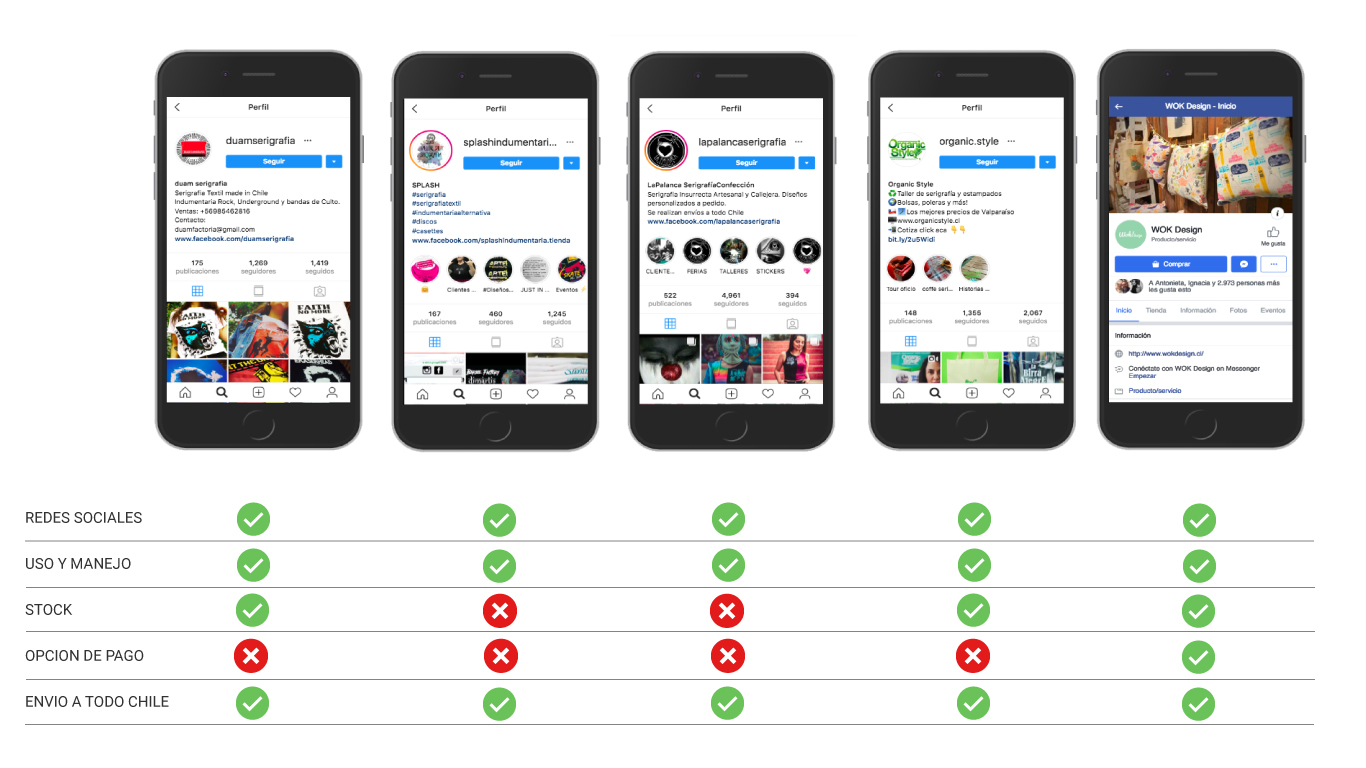 Perfil
duamserigrafia ...
Seguir
duam serigrafia
Serigrafia Textil made in Chile
Indumentaria Rock, Underground y bandas de Culto.
Ventas: +56985462816
Contacto:
duamfactoria@gmail.com
www.facebook.com/duamserigrafia
175 1,269 1,419
publicaciones seguidores seguidos
FAITH NO MORE
Perfil
splashindumentari... ...
Seguir
SPLASH
#serigrafia
#serigrafiatextil
#indumentariaalternativa
#discos
#casettes
www.facebook.com/splashindumentaria.tienda
Clientes ... #Diseños... JUST IN ... Eventos
167 460 1,245
publicaciones seguidores seguidos
Perfil
lapalancaserigrafia ...
Seguir
LaPalanca SerigrafíaConfección
Serigrafia Insurrecta Artesanal y Callejera. Diseños
personalizados a pedido.
Se realizan envíos a todo Chile
www.facebook.com/lapalancaserigrafia
CLIENTE... FERIAS TALLERES STICKERS
522 4,961 394
publicaciones seguidores seguidos
Perfil
Organic Style
organic.style ...
Seguir
Organic Style
Taller de serigrafía y estampados
Bolsas, poleras y más!
Los mejores precios de Valparaíso
www.organicstyle.cl
Cotiza click aca
bit.ly/2u5Widi
Tour oficio coffe seri... Historias ...
148 1,355 2,067
publicaciones seguidores seguidos
WOK Design - Inicio
WOK Design
Producto/servicio
Me gusta
Comprar
A Antonieta, Ignacia y 2.973 personas más
les gusta esto
Inicio Tienda Información Fotos Eventos
Información
http://www.wokdesign.cl/
Conéctate con WOK Design en Messenger
Empezar
Producto/servicio
REDES SOCIALES
USO Y MANEJO
STOCK
OPCION DE PAGO
ENVIO A TODO CHILE